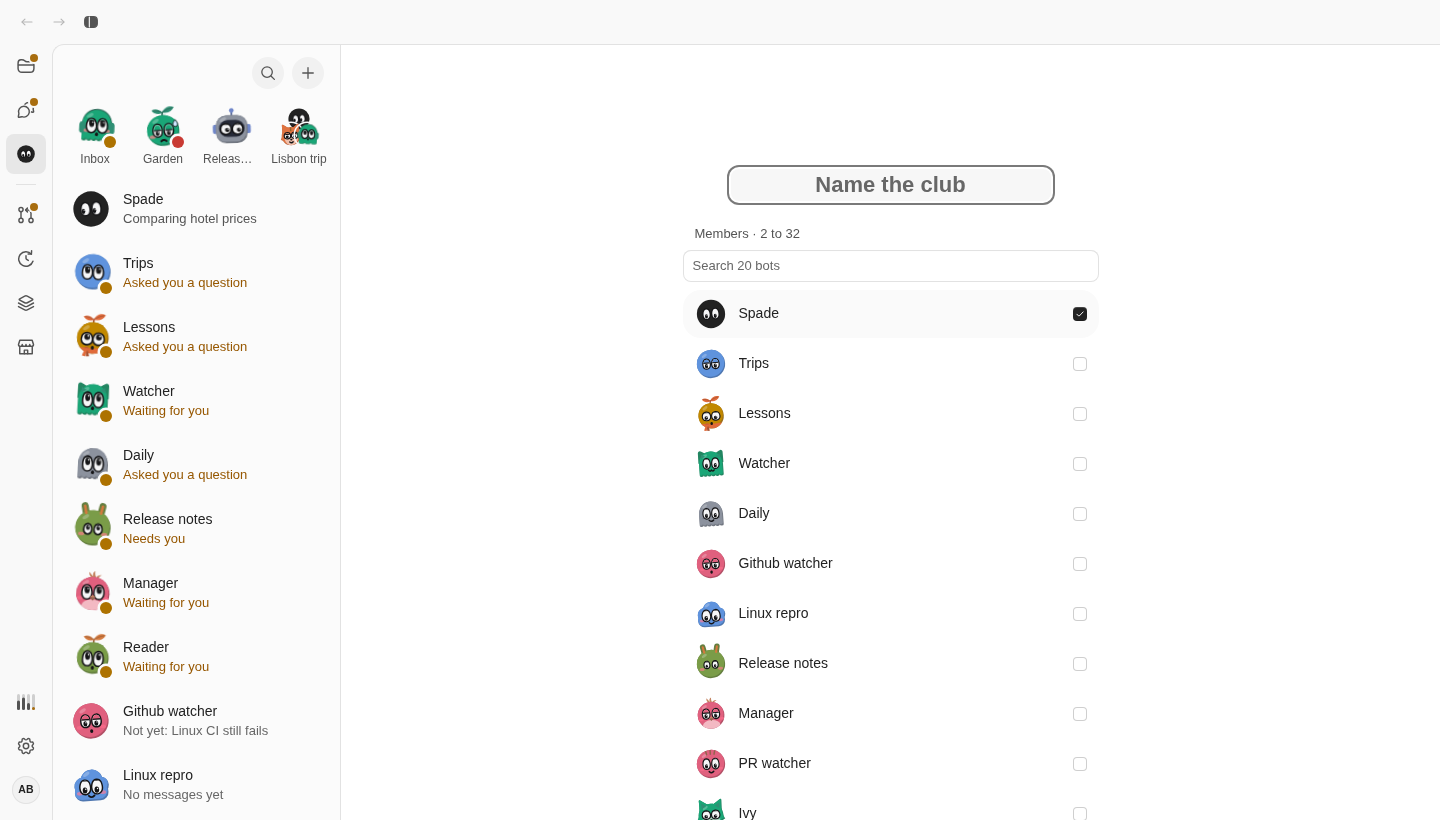 Inbox
Garden
Releas…
Lisbon trip
Spade
Comparing hotel prices
Trips
Asked you a question
Lessons
Asked you a question
Watcher
Waiting for you
Daily
Asked you a question
Release notes
Needs you
Manager
Waiting for you
Reader
Waiting for you
Github watcher
Not yet: Linux CI still fails
Linux repro
No messages yet
AB
Name the club
Members · 2 to 32
Search 20 bots
Spade
Trips
Lessons
Watcher
Daily
Github watcher
Linux repro
Release notes
Manager
PR watcher
Ivy